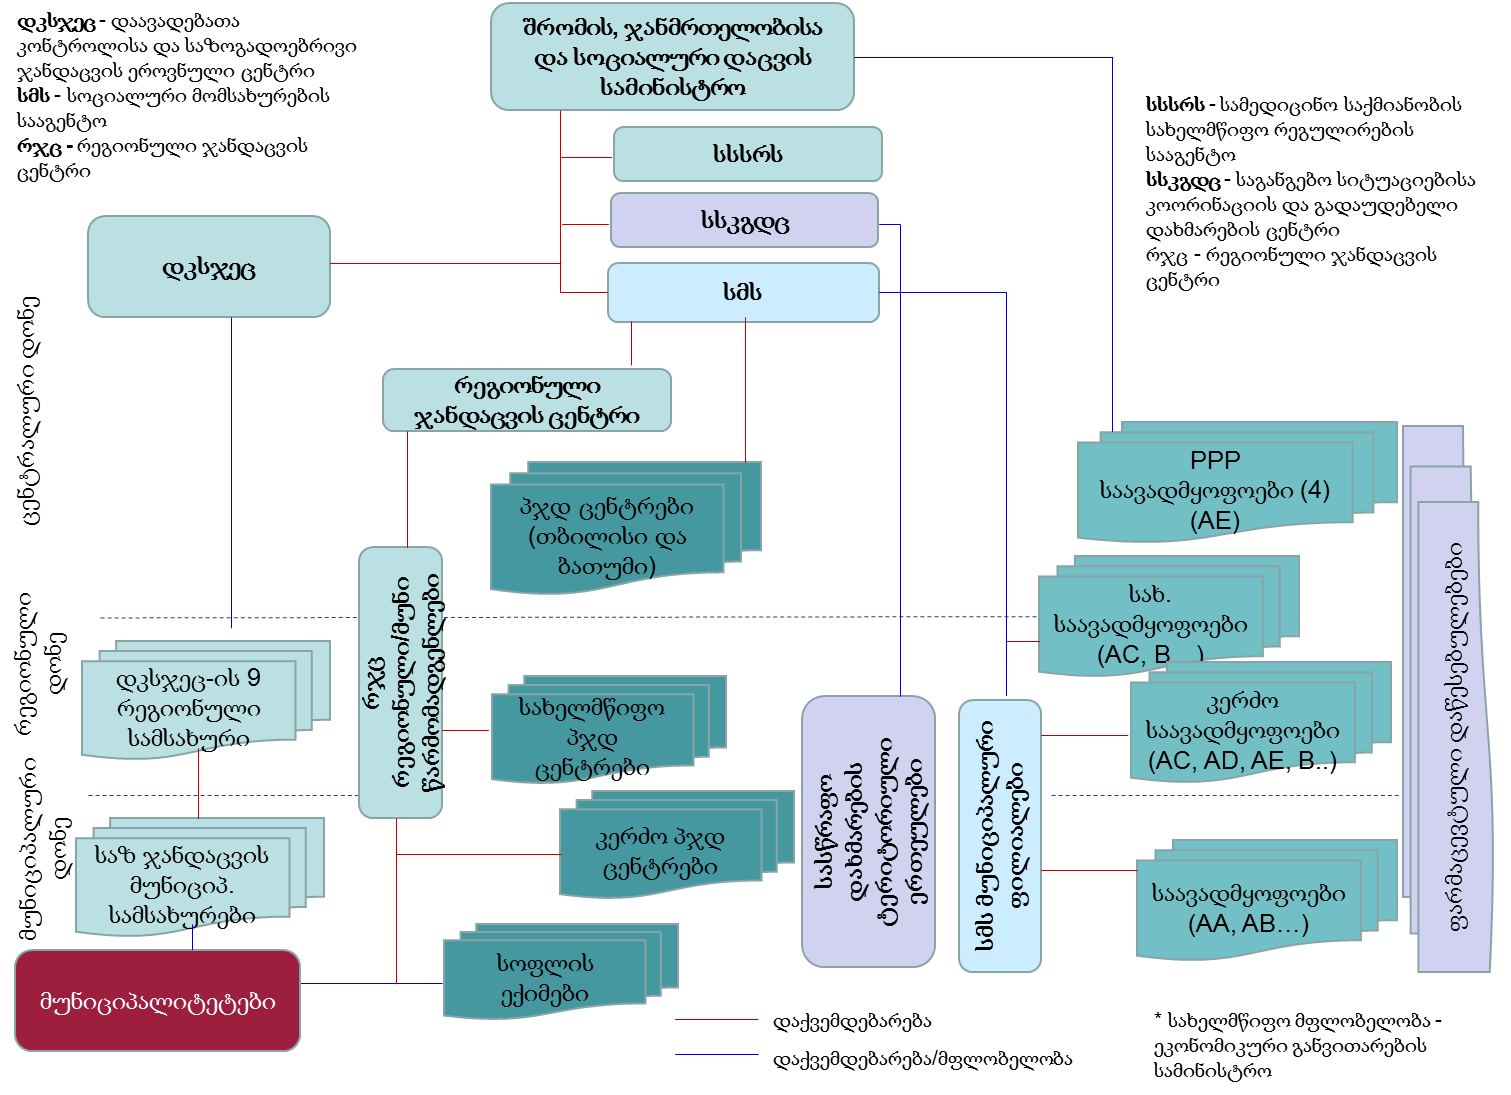 დკსჯეც - დაავადებათა
კონტროლისა და საზოგადოებრივი
ჯანდაცვის ეროვნული ცენტრი
სმს - სოციალური მომსახურების
სააგენტო
რჯც - რეგიონული ჯანდაცვის
ცენტრი
შრომის, ჯანმრთელობისა
და სოციალური დაცვის
სამინისტრო
სსსრს - სამედიცინო საქმიანობის
სახელმწიფო რეგულირების
სააგენტო
სსკგდც - საგანგებო სიტუაციებისა
კოორინაციის და გადაუდებელი
დახმარების ცენტრი
რჯც - რეგიონული ჯანდაცვის
ცენტრი
სსსრს
სსკგდც
დკსჯეც
სმს
ცენტრალური დონე
რეგიონული
ჯანდაცვის ცენტრი
PPP
საავადმყოფოები (4)
(AE)
პჯდ ცენტრები
(თბილისი და
ბათუმი)
რჯც
რეგიონული/მუნი
წარმომადგენლები
სახ.
საავადმყოფოები
(AC, B…)
ფარმაცევტული დაწესებულებები
რეგიონული
დონე
დკსჯეც-ის 9
რეგიონული
სამსახური
სახელმწიფო
პჯდ
ცენტრები
კერძო
საავადმყოფოები
(AC, AD, AE, B..)
სასწრაფო
დახმარების
ტერიტორიული
ერთეულები
სმს მუნიციპალური
ფილიალები
მუნიციპალური
დონე
საზ ჯანდაცვის
მუნიციპ.
სამსახურები
კერძო პჯდ
ცენტრები
საავადმყოფოები
(AA, AB…)
მუნიციპალიტეტები
სოფლის
ექიმები
დაქვემდებარება
დაქვემდებარება/მფლობელობა
* სახელმწიფო მფლობელობა -
ეკონომიკური განვითარების
სამინისტრო